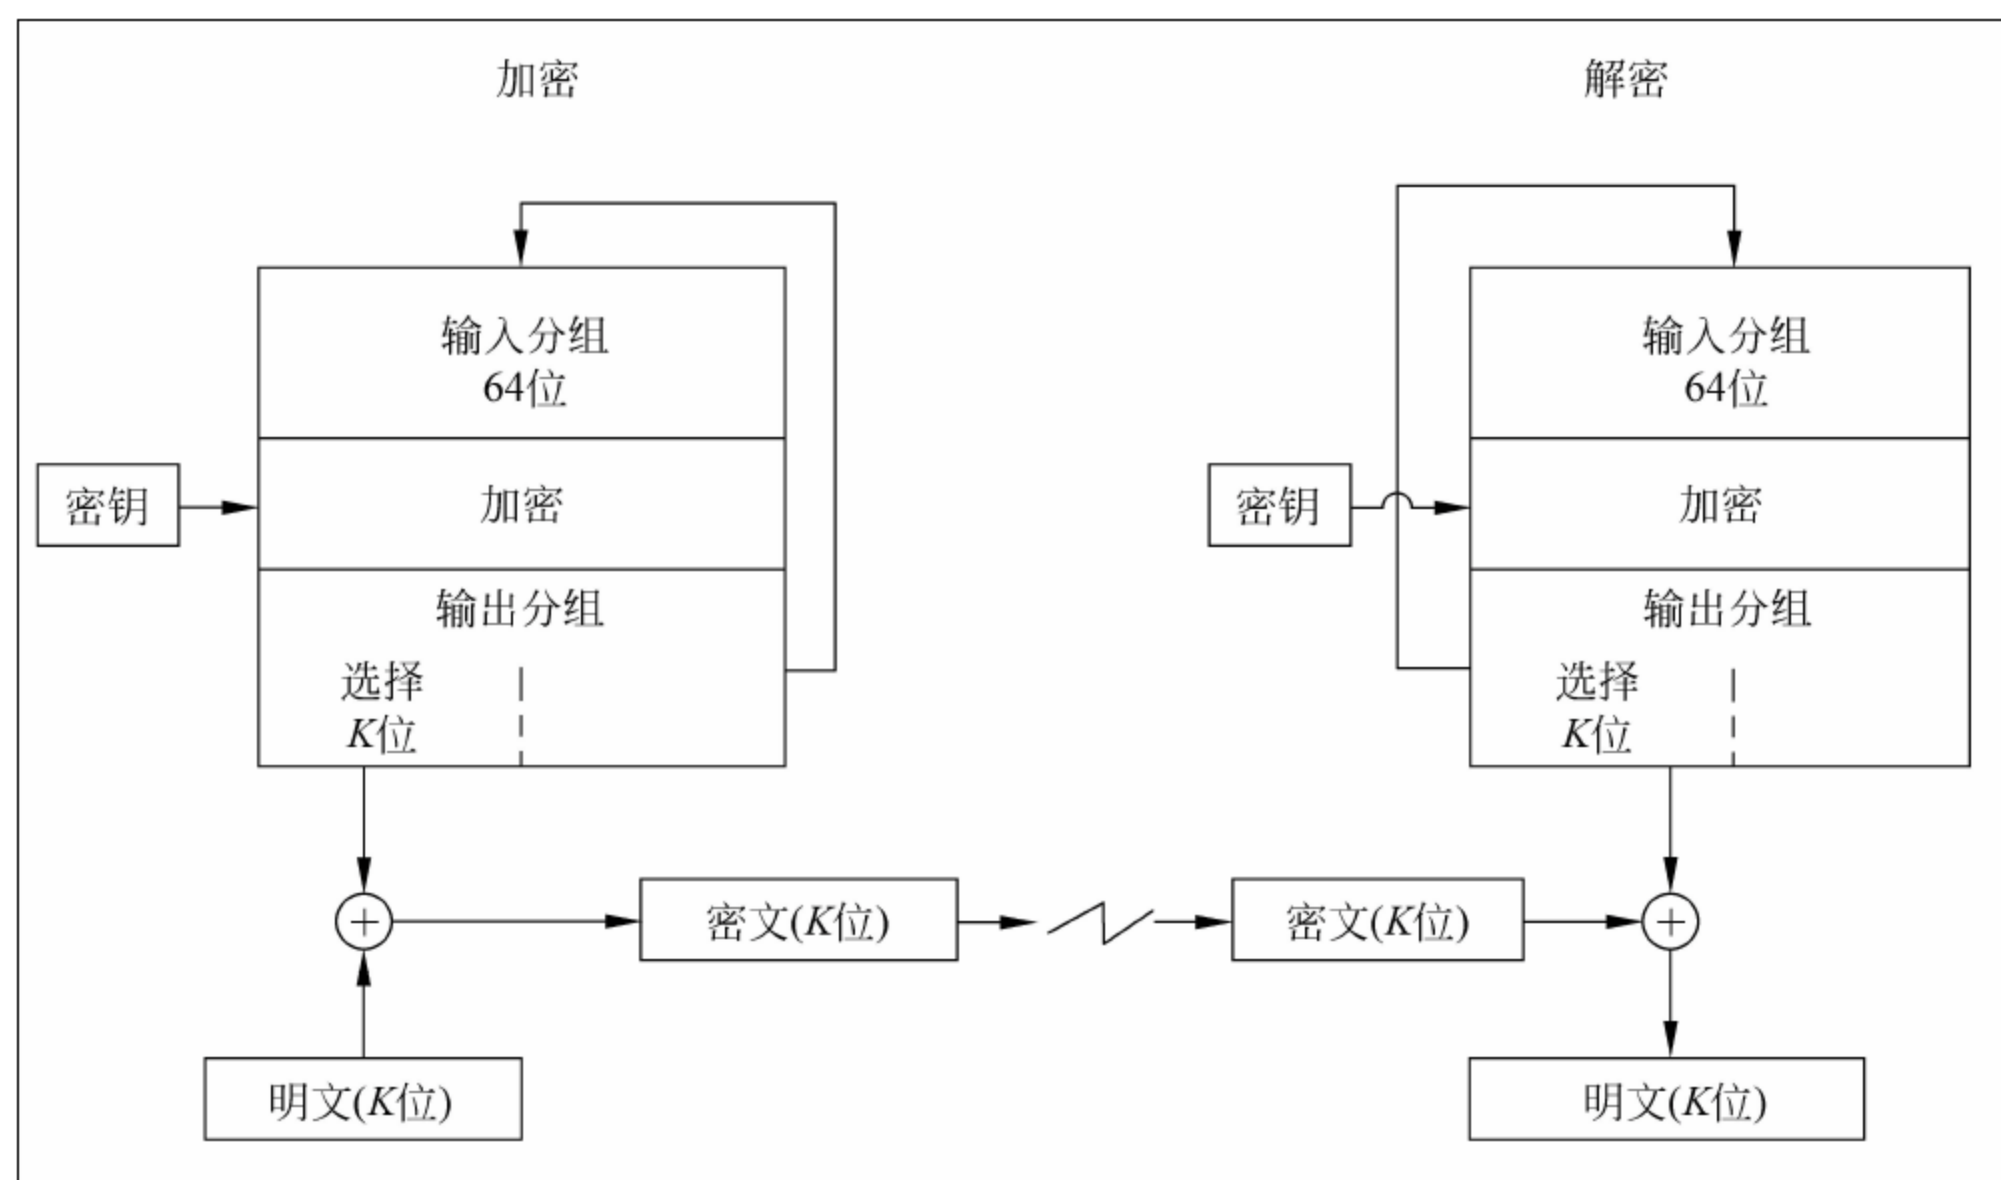 加密
解密
输入分组
64位
输入分组
64位
密钥
加密
密钥
加密
输出分组
选择
K位
输出分组
选择
K位
密文(K位)
密文(K位)
明文(K位)
明文(K位)